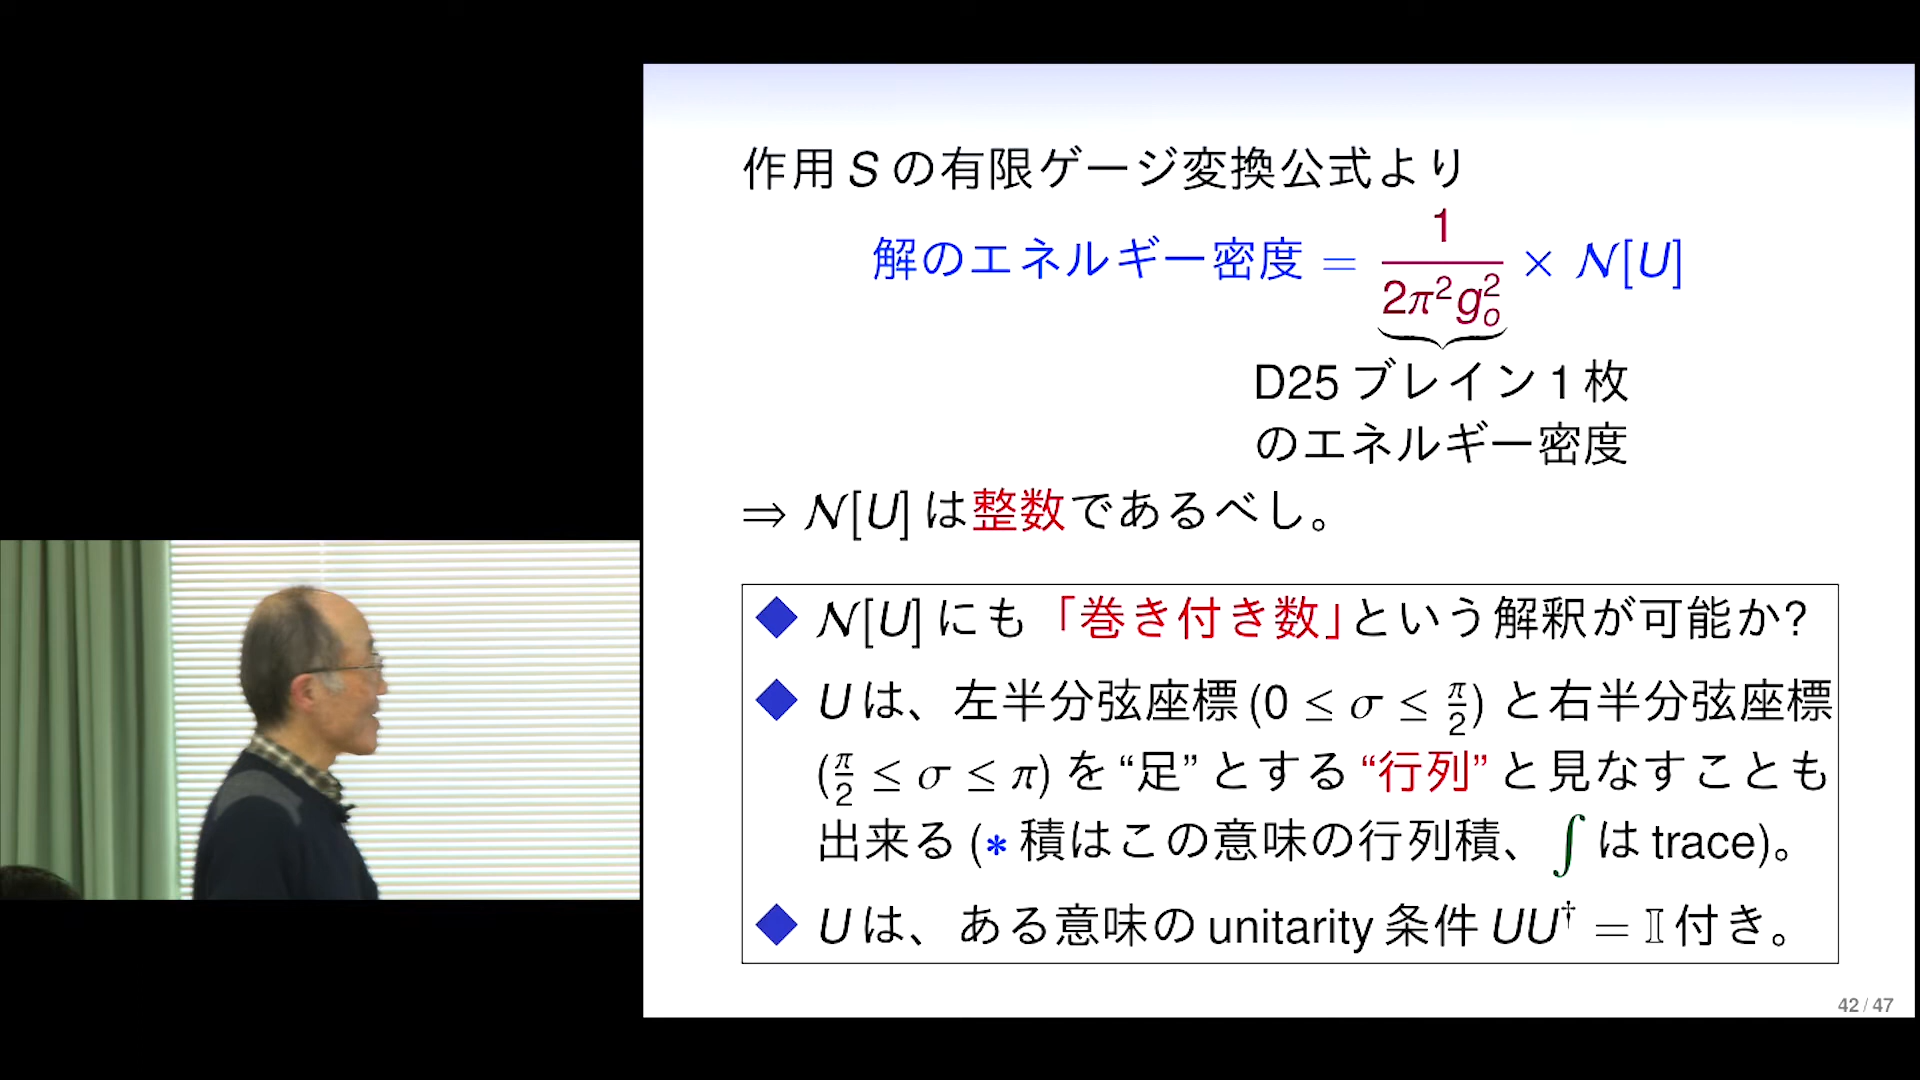 作用 S の有限ゲージ変換公式より
解のエネルギー密度 = \frac{1}{2π²g_o²} × 𝒩[U]
D25 ブレイン 1 枚
のエネルギー密度
⇒ 𝒩[U] は整数であるべし。
◆ 𝒩[U] にも「巻き付き数」という解釈が可能か?
◆ U は、左半分弦座標 (0 ≤ σ ≤ π/2) と右半分弦座標
(π/2 ≤ σ ≤ π) を “足” とする “行列” と見なすことも
出来る (* 積はこの意味の行列積、∫ は trace)。
◆ U は、ある意味の unitarity 条件 UU† = 𝕀 付き。
42 / 47